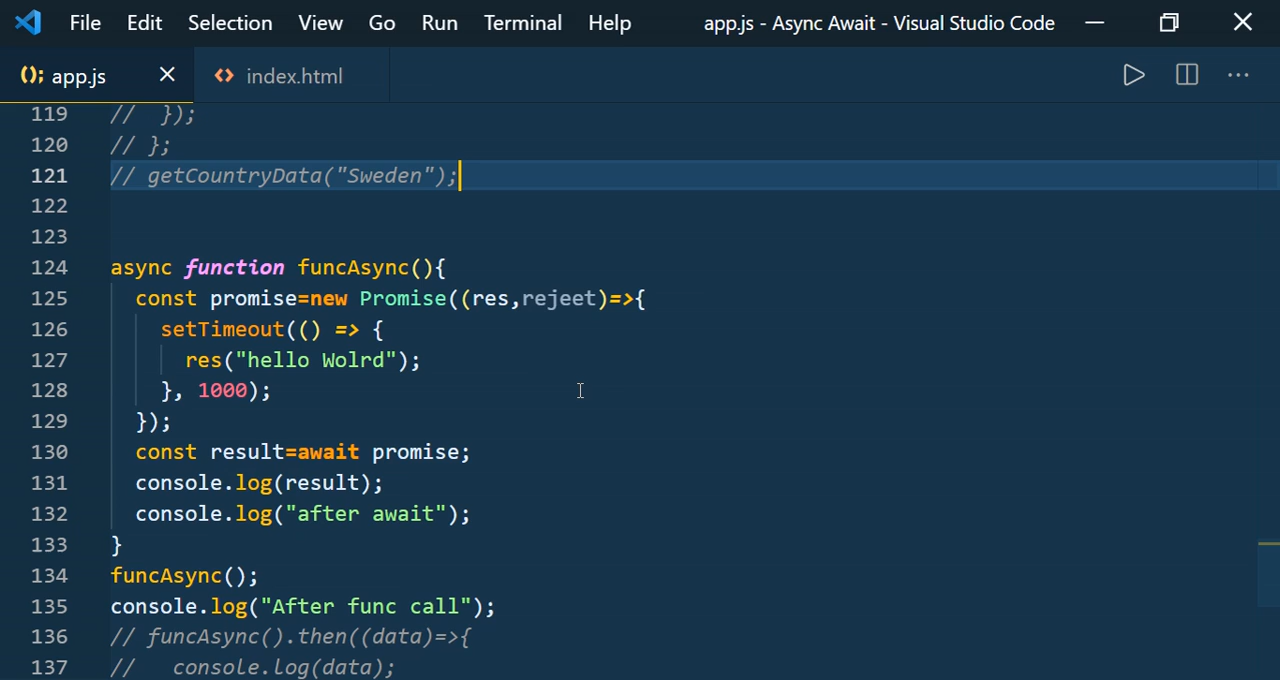 File Edit Selection View Go Run Terminal Help app.js - Async Await - Visual Studio Code
(); app.js <> index.html ...
119 // });
120 // };
121 // getCountryData("Sweden");
122
123
124 async function funcAsync(){
125 const promise=new Promise((res,rejeet)=>{
126 setTimeout(() => {
127 res("hello Wolrd");
128 }, 1000);
129 });
130 const result=await promise;
131 console.log(result);
132 console.log("after await");
133 }
134 funcAsync();
135 console.log("After func call");
136 // funcAsync().then((data)=>{
137 // console.log(data);